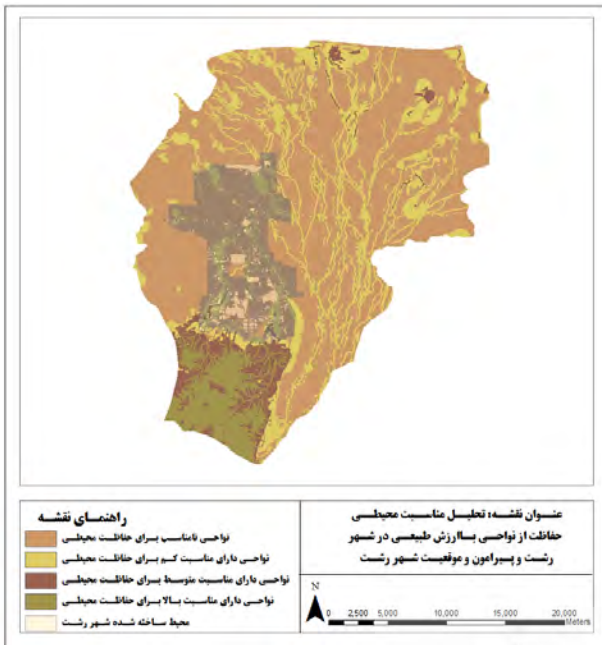 راهنمای نقشه
نواحی نامناسب برای حفاظت محیطی
نواحی دارای مناسبت کم برای حفاظت محیطی
نواحی دارای مناسبت متوسط برای حفاظت محیطی
نواحی دارای مناسبت بالا برای حفاظت محیطی
محیط ساخته شده شهر رشت
عنوان نقشه: تحلیل مناسبت محیطی
حفاظت از نواحی باارزش طبیعی در شهر
رشت و پیرامون و موقعیت شهر رشت
N
0 2,500 5,000 10,000 15,000 20,000
Meters